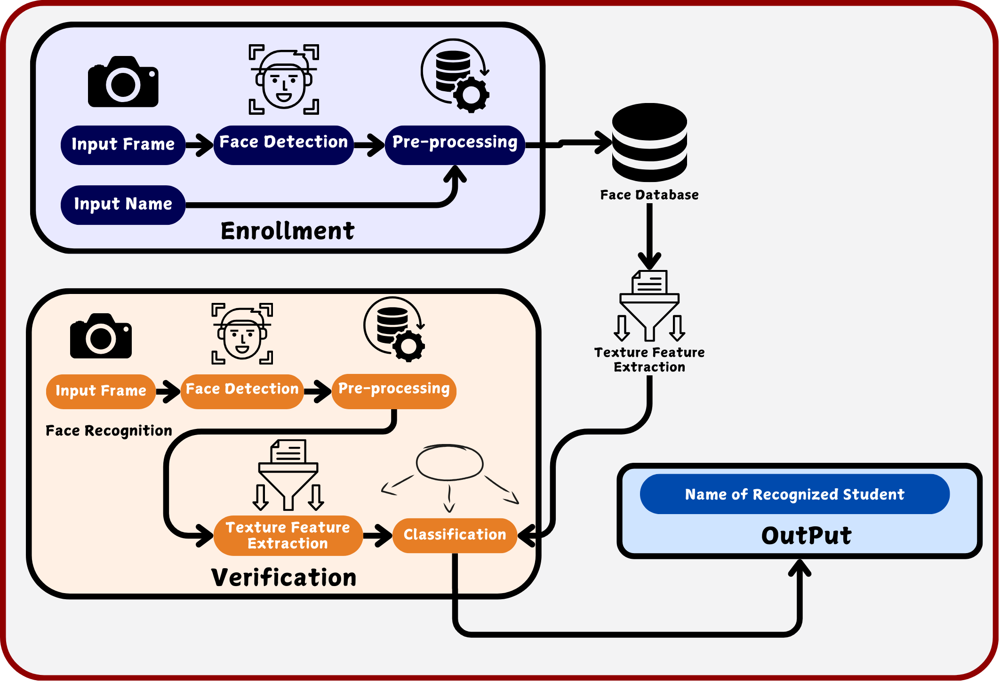 Input Frame
Face Detection
Pre-processing
Input Name
Enrollment
Face Database
Texture Feature
Extraction
Input Frame
Face Detection
Pre-processing
Face Recognition
Texture Feature
Extraction
Classification
Verification
Name of Recognized Student
OutPut